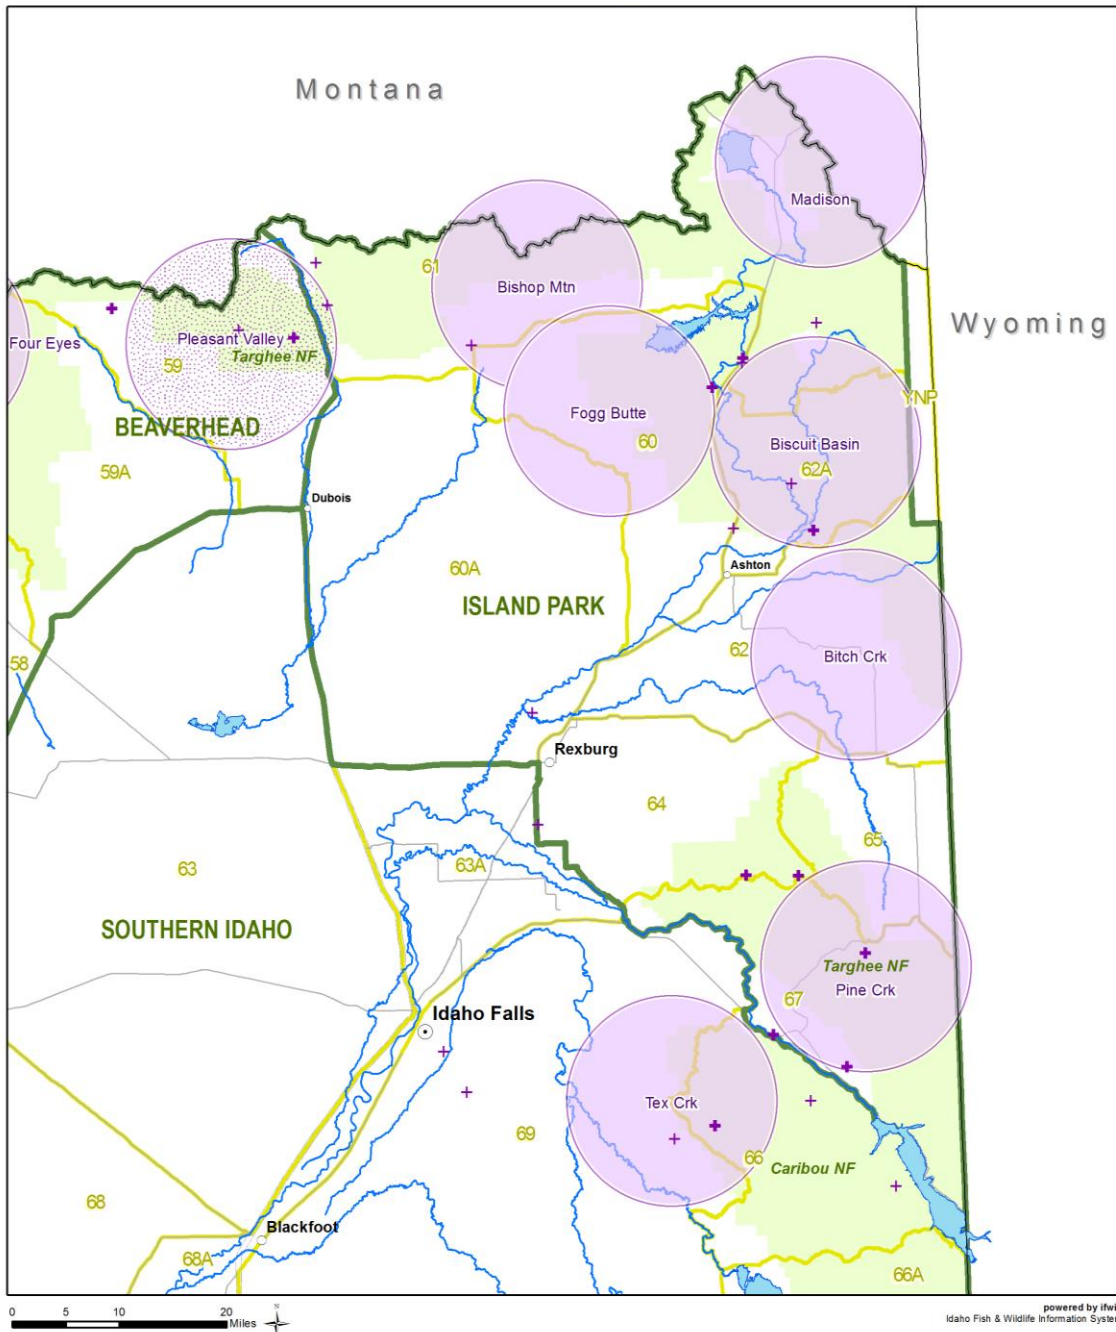 Montana
Madison
61
Bishop Mtn
Wyoming
Four Eyes
Pleasant Valley
Targhee NF
59
YNP
Fogg Butte
60
BEAVERHEAD
Biscuit Basin
62A
59A
Dubois
60A
Ashton
ISLAND PARK
62
Bitch Crk
58
Rexburg
64
65
63
63A
SOUTHERN IDAHO
Targhee NF
Pine Crk
67
Idaho Falls
Tex Crk
69
66
Caribou NF
68
Blackfoot
68A
66A
0 5 10 20
Miles
N
powered by ifwi
Idaho Fish & Wildlife Information System